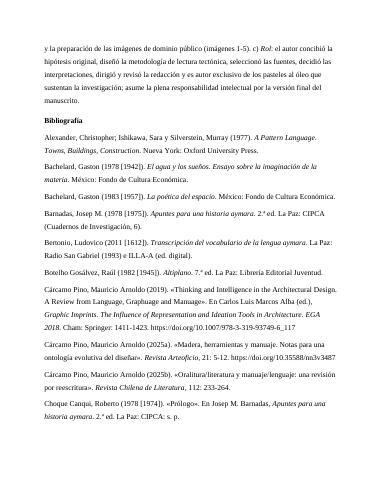 y la preparación de las imágenes de dominio público (imágenes 1-5). c) Rol: el autor concibió la
hipótesis original, diseñó la metodología de lectura tectónica, seleccionó las fuentes, decidió las
interpretaciones, dirigió y revisó la redacción y es autor exclusivo de los pasteles al óleo que
sustentan la investigación; asume la plena responsabilidad intelectual por la versión final del
manuscrito.
Bibliografía
Alexander, Christopher; Ishikawa, Sara y Silverstein, Murray (1977). A Pattern Language.
Towns, Buildings, Construction. Nueva York: Oxford University Press.
Bachelard, Gaston (1978 [1942]). El agua y los sueños. Ensayo sobre la imaginación de la
materia. México: Fondo de Cultura Económica.
Bachelard, Gaston (1983 [1957]). La poética del espacio. México: Fondo de Cultura Económica.
Barnadas, Josep M. (1978 [1975]). Apuntes para una historia aymara. 2.ª ed. La Paz: CIPCA
(Cuadernos de Investigación, 6).
Bertonio, Ludovico (2011 [1612]). Transcripción del vocabulario de la lengua aymara. La Paz:
Radio San Gabriel (1993) e ILLA-A (ed. digital).
Botelho Gosálvez, Raúl (1982 [1945]). Altiplano. 7.ª ed. La Paz: Librería Editorial Juventud.
Cárcamo Pino, Mauricio Arnoldo (2019). «Thinking and Intelligence in the Architectural Design.
A Review from Language, Graphuage and Manuage». En Carlos Luis Marcos Alba (ed.),
Graphic Imprints. The Influence of Representation and Ideation Tools in Architecture. EGA
2018. Cham: Springer: 1411-1423. https://doi.org/10.1007/978-3-319-93749-6_117
Cárcamo Pino, Mauricio Arnoldo (2025a). «Madera, herramientas y manuaje. Notas para una
ontología evolutiva del diseñar». Revista Arteoficio, 21: 5-12. https://doi.org/10.35588/nn3v3487
Cárcamo Pino, Mauricio Arnoldo (2025b). «Oralitura/literatura y manuaje/lenguaje: una revisión
por reescritura». Revista Chilena de Literatura, 112: 233-264.
Choque Canqui, Roberto (1978 [1974]). «Prólogo». En Josep M. Barnadas, Apuntes para una
historia aymara. 2.ª ed. La Paz: CIPCA: s. p.